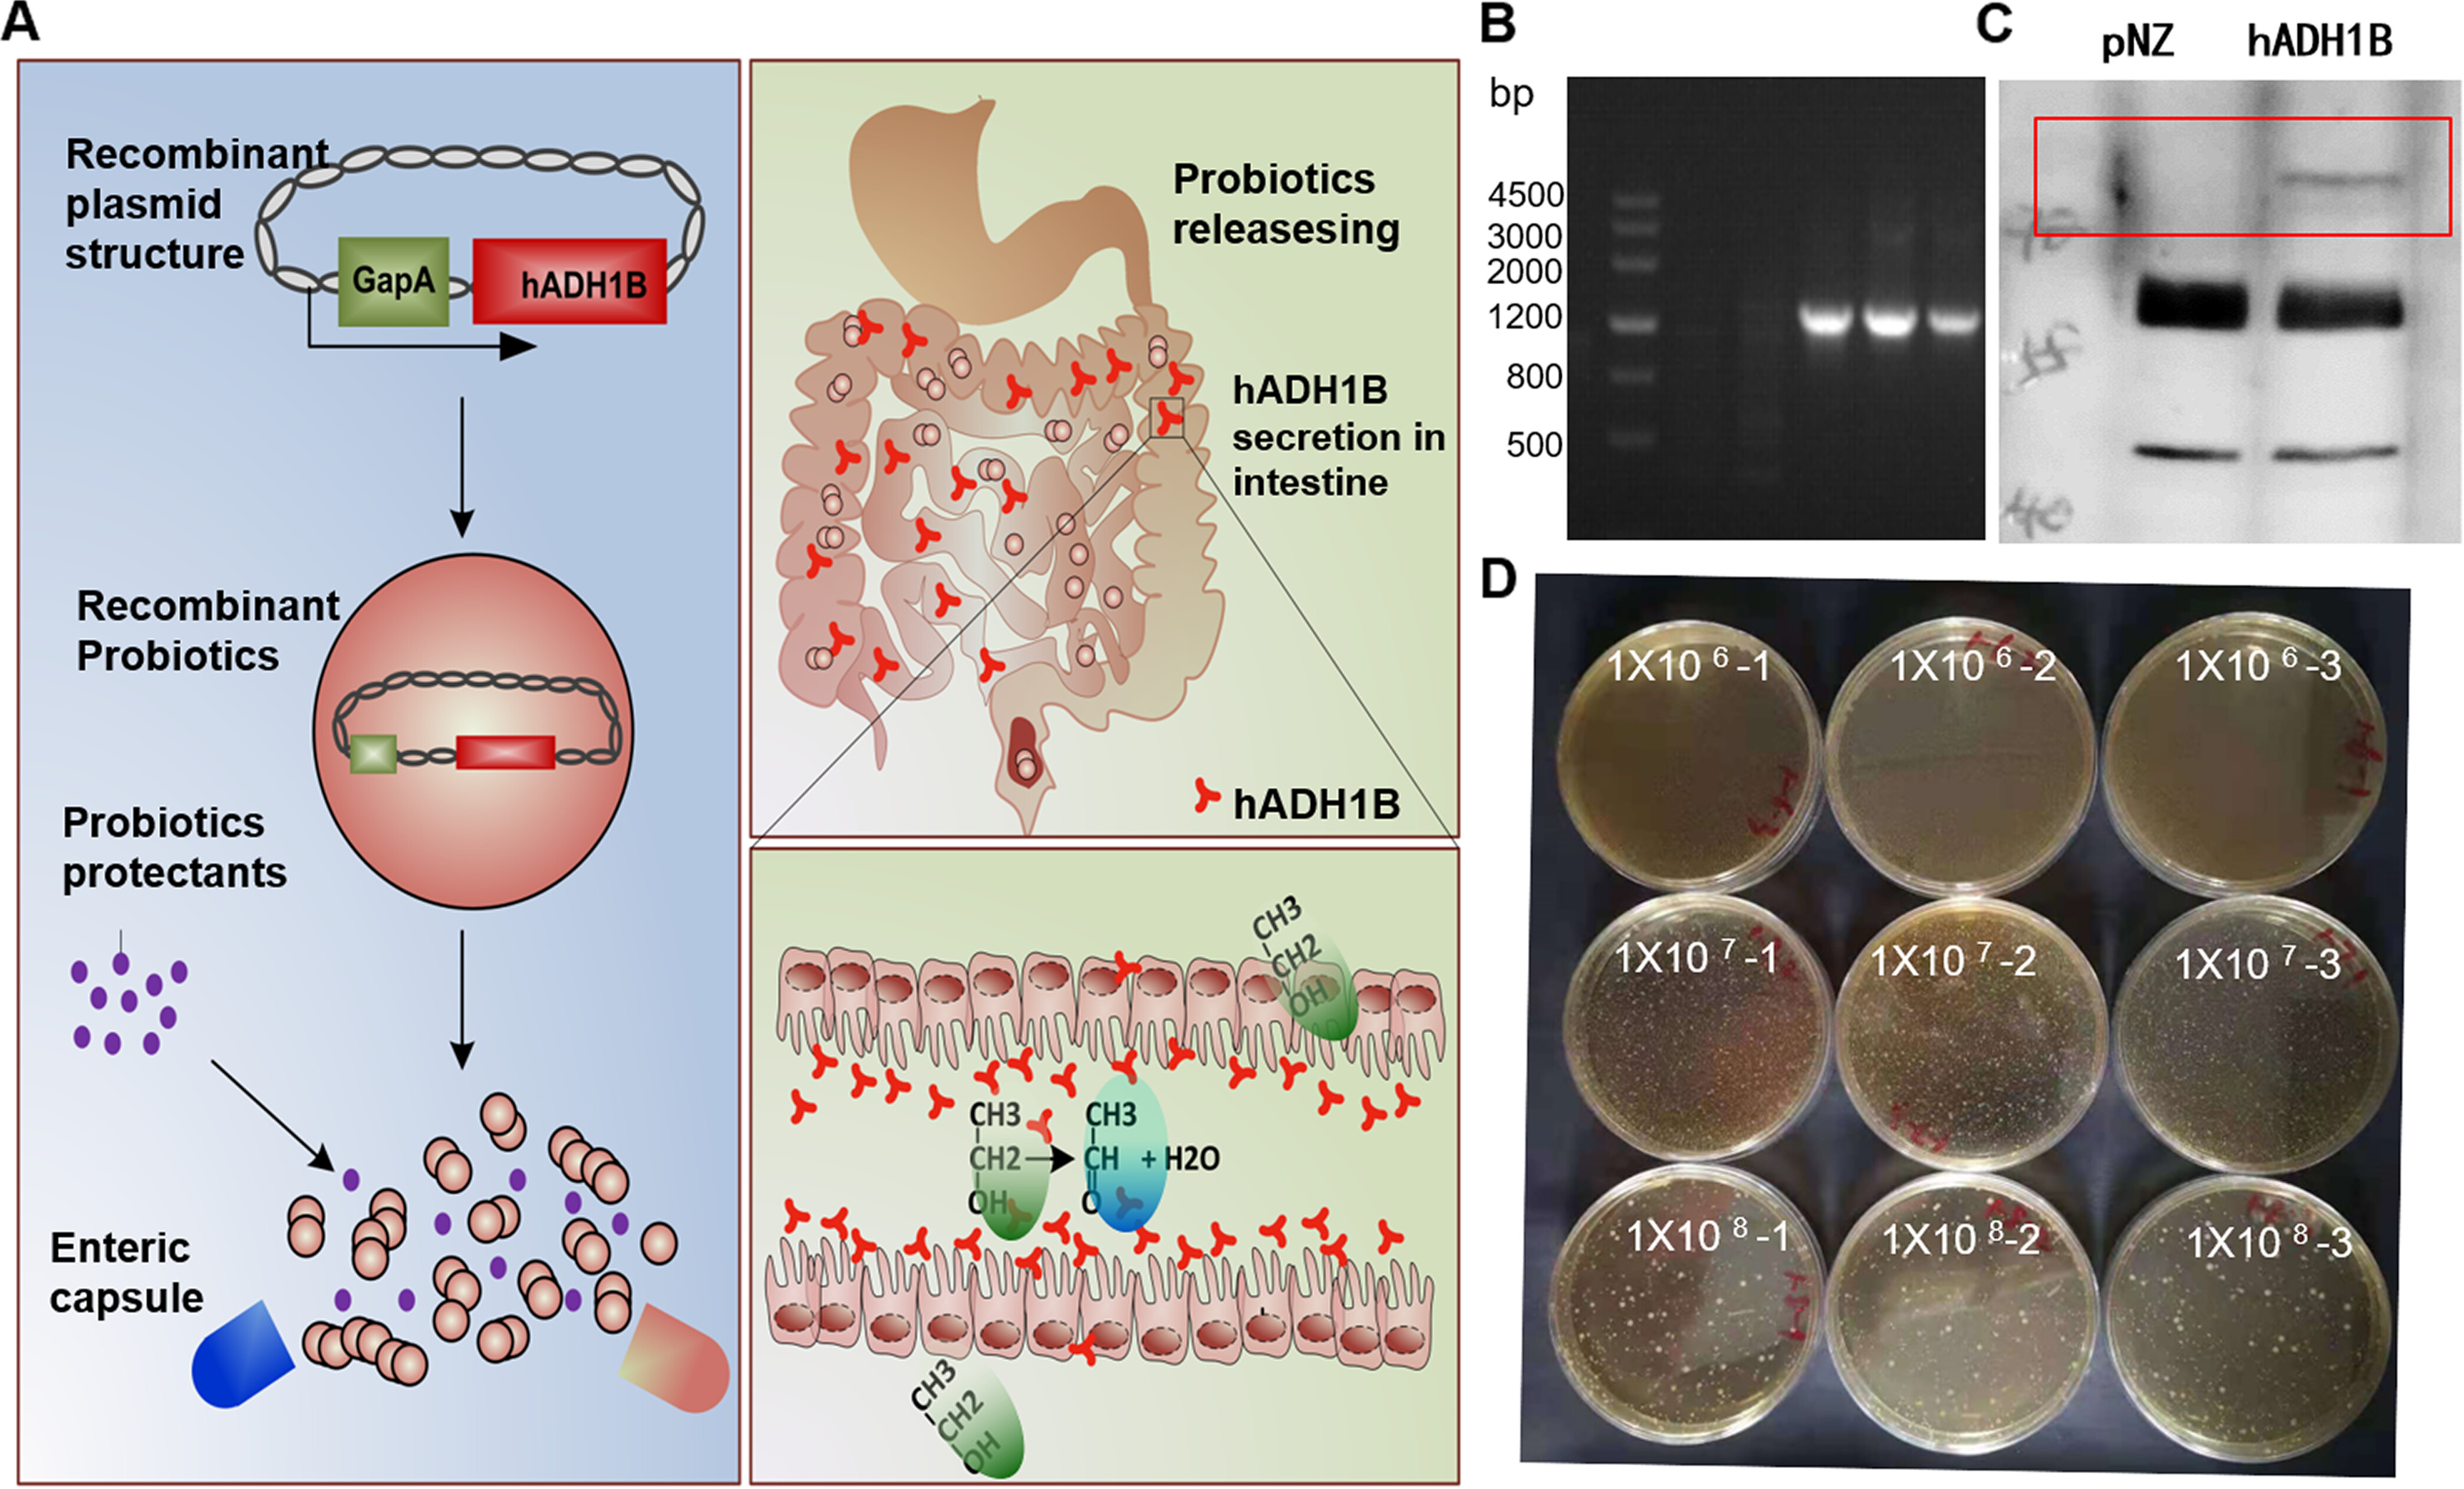 A
Recombinant
plasmid
structure
GapA
hADH1B
Recombinant
Probiotics
Probiotics
protectants
Enteric
capsule
Probiotics
releasesing
hADH1B
secretion in
intestine
hADH1B
CH3
CH2
OH
CH3
CH2
OH
CH3
CH + H2O
O
CH3
CH2
OH
B
bp
4500
3000
2000
1200
800
500
C
pNZ hADH1B
70
55
40
D
1X10 6 -1
1X10 6 -2
1X10 6 -3
1X10 7 -1
1X10 7 -2
1X10 7 -3
1X10 8 -1
1X10 8 -2
1X10 8 -3